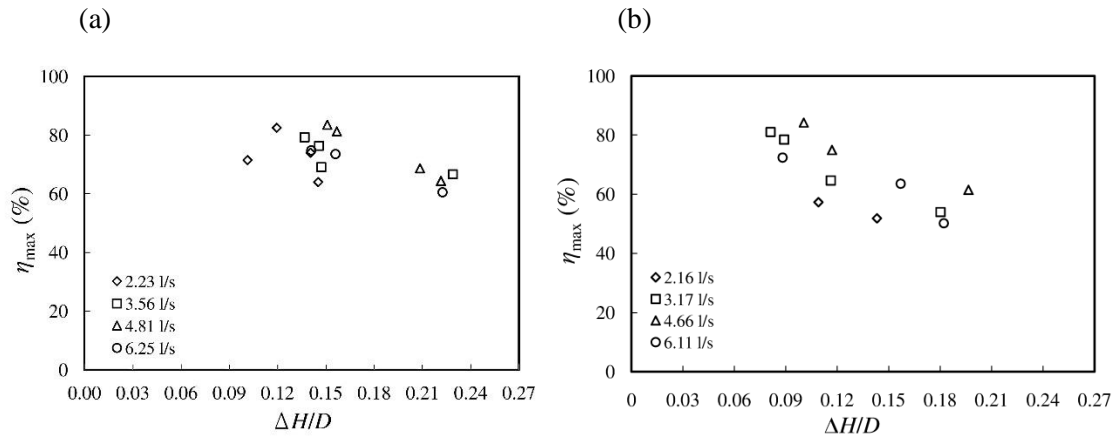 (a)
(b)
100
80
60
40
20
0
η_max (%)
2.23 l/s
3.56 l/s
4.81 l/s
6.25 l/s
0.00 0.03 0.06 0.09 0.12 0.15 0.18 0.21 0.24 0.27
ΔH/D
100
80
60
40
20
0
η_max (%)
2.16 l/s
3.17 l/s
4.66 l/s
6.11 l/s
0 0.03 0.06 0.09 0.12 0.15 0.18 0.21 0.24 0.27
ΔH/D